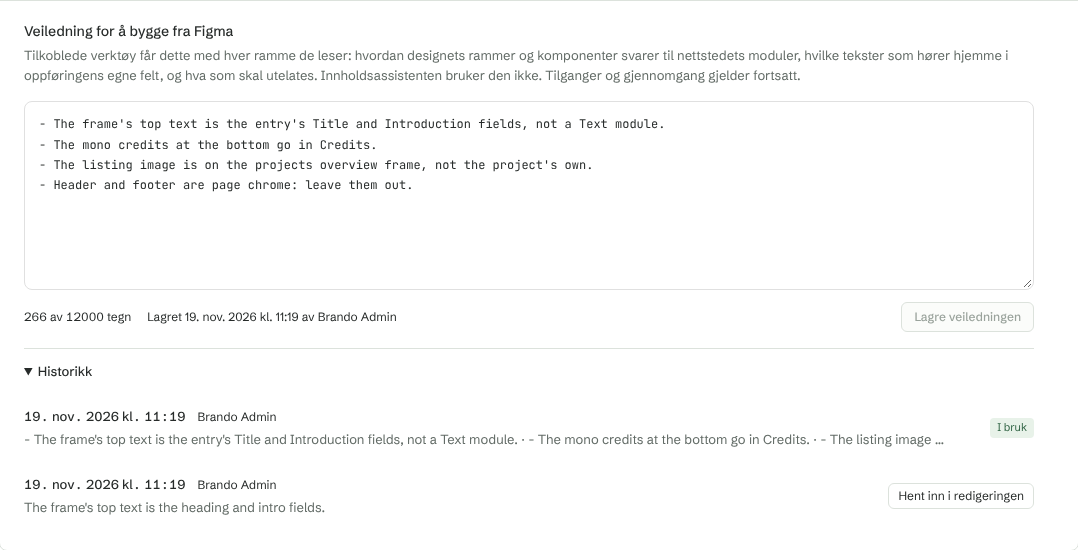 Veiledning for å bygge fra Figma
Tilkoblede verktøy får dette med hver ramme de leser: hvordan designets rammer og komponenter svarer til nettstedets moduler, hvilke tekster som hører hjemme i
oppføringens egne felt, og hva som skal utelates. Innholdsassistenten bruker den ikke. Tilganger og gjennomgang gjelder fortsatt.
- The frame's top text is the entry's Title and Introduction fields, not a Text module.
- The mono credits at the bottom go in Credits.
- The listing image is on the projects overview frame, not the project's own.
- Header and footer are page chrome: leave them out.
266 av 12000 tegn Lagret 19. nov. 2026 kl. 11:19 av Brando Admin
Lagre veiledningen
▼ Historikk
19. nov. 2026 kl. 11:19 Brando Admin
- The frame's top text is the entry's Title and Introduction fields, not a Text module. · - The mono credits at the bottom go in Credits. · - The listing image ...
I bruk
19. nov. 2026 kl. 11:19 Brando Admin
The frame's top text is the heading and intro fields.
Hent inn i redigeringen